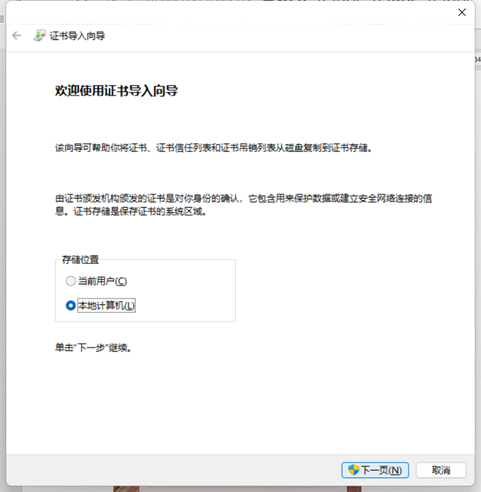 证书导入向导
欢迎使用证书导入向导
该向导可帮助你将证书、证书信任列表和证书吊销列表从磁盘复制到证书存储。
由证书颁发机构颁发的证书是对你身份的确认，它包含用来保护数据或建立安全网络连接的信
息。证书存储是保存证书的系统区域。
存储位置
当前用户(C)
本地计算机(L)
单击“下一步”继续。
下一页(N) 取消